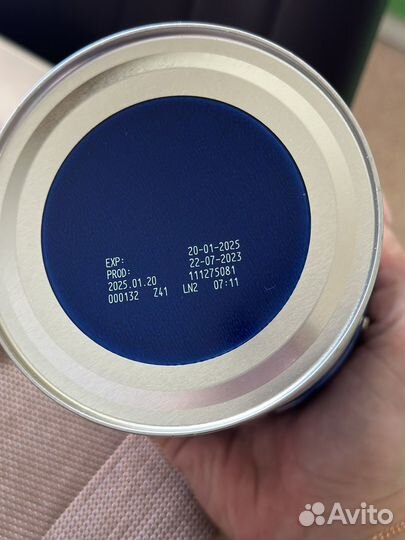 EXP: 20-01-2025
PROD: 22-07-2023
2025.01.20 111275081
000132 Z41 LN2 07:11
Avito